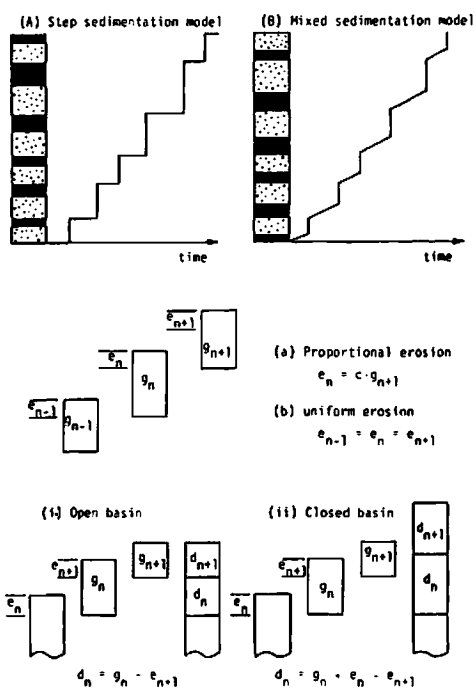 (A) Step sedimentation model
(B) Mixed sedimentation model
time
time
e_{n+1}
g_{n+1}
e_n
g_n
e_{n-1}
g_{n-1}
(a) Proportional erosion
e_n = c·g_{n+1}
(b) uniform erosion
e_{n-1} = e_n = e_{n+1}
(i) Open basin
(ii) Closed basin
e_{n+1}
g_n
g_{n+1}
d_{n+1}
d_n
e_n
e_{n+1}
g_n
g_{n+1}
d_{n+1}
d_n
e_n
d_n = g_n - e_{n+1}
d_n = g_n + e_n - e_{n+1}